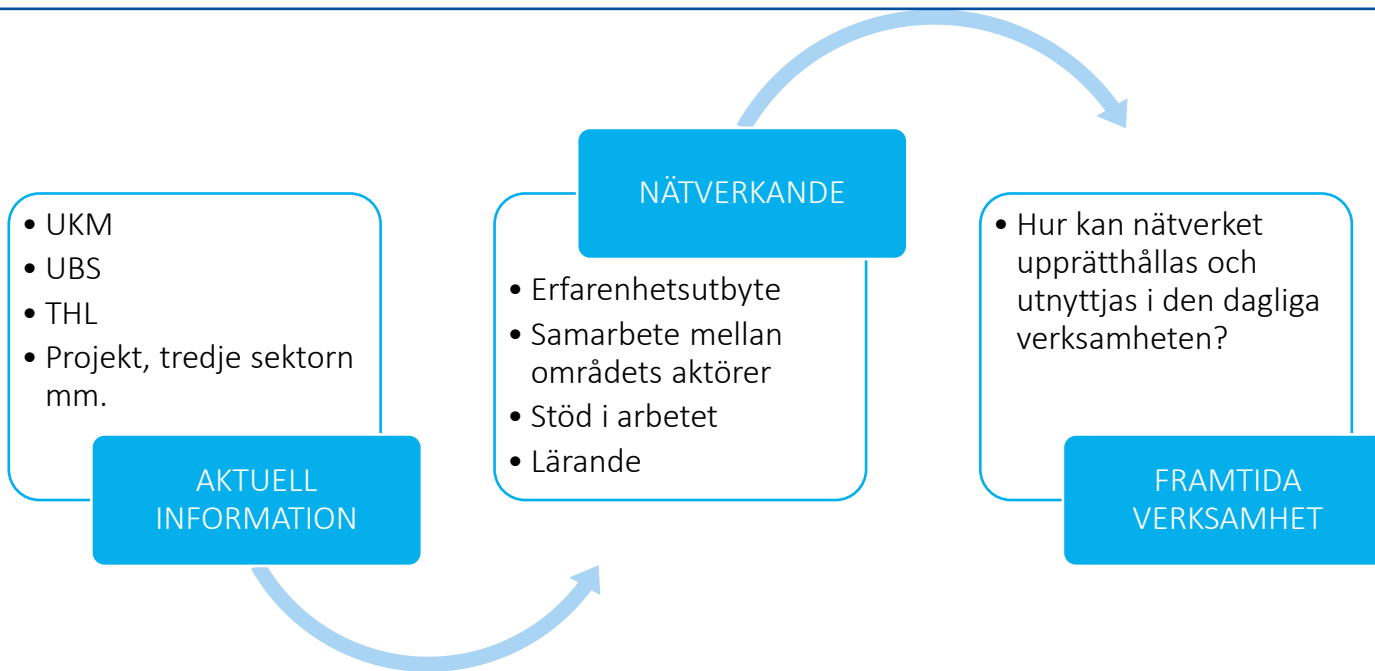 • UKM
• UBS
• THL
• Projekt, tredje sektorn
mm.
AKTUELL
INFORMATION
NÄTVERKANDE
• Erfarenhetsutbyte
• Samarbete mellan
områdets aktörer
• Stöd i arbetet
• Lärande
• Hur kan nätverket
upprätthållas och
utnyttjas i den dagliga
verksamheten?
FRAMTIDA
VERKSAMHET